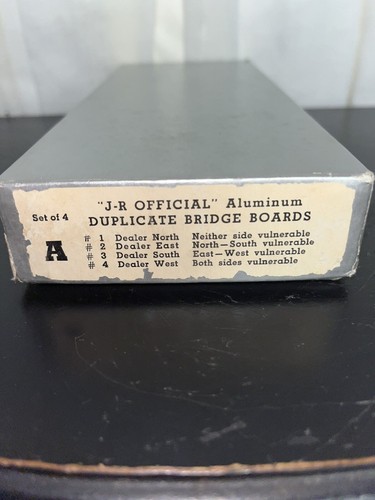 "J-R OFFICIAL" Aluminum
Set of 4 DUPLICATE BRIDGE BOARDS
A
# 1 Dealer North Neither side vulnerable
# 2 Dealer East North—South vulnerable
# 3 Dealer South East—West vulnerable
# 4 Dealer West Both sides vulnerable